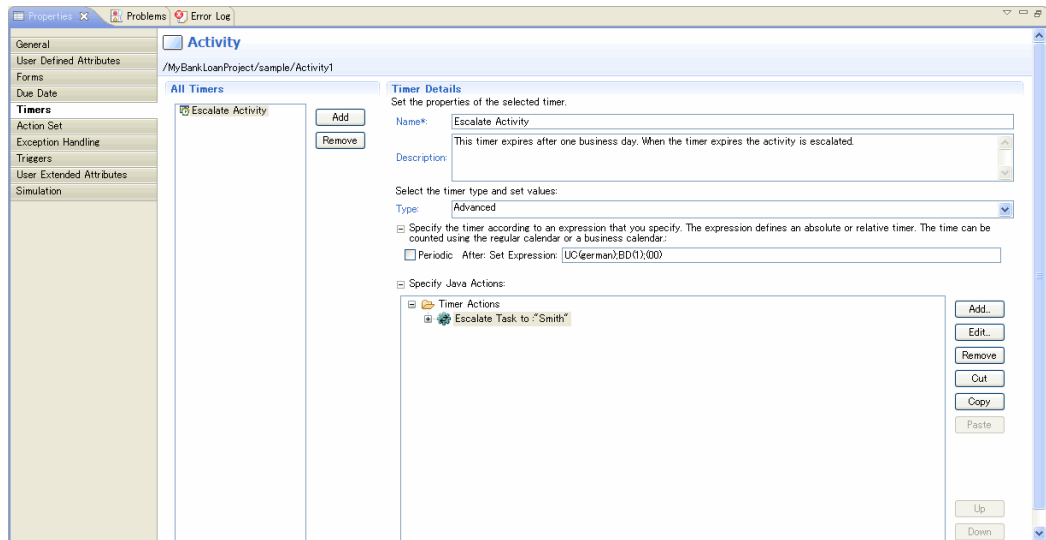 Properties
Problems
Error Log
General
User Defined Attributes
Forms
Due Date
Timers
Action Set
Exception Handling
Triggers
User Extended Attributes
Simulation
Activity
/MyBankLoanProject/sample/Activity1
All Timers
Escalate Activity
Add
Remove
Timer Details
Set the properties of the selected timer.
Name*:
Escalate Activity
Description:
This timer expires after one business day. When the timer expires the activity is escalated.
Select the timer type and set values:
Type:
Advanced
Specify the timer according to an expression that you specify. The expression defines an absolute or relative timer. The time can be
counted using the regular calendar or a business calendar.:
Periodic After: Set Expression: UC(german);BD(1);(00)
Specify Java Actions:
Timer Actions
Escalate Task to :"Smith"
Add...
Edit...
Remove
Cut
Copy
Paste
Up
Down